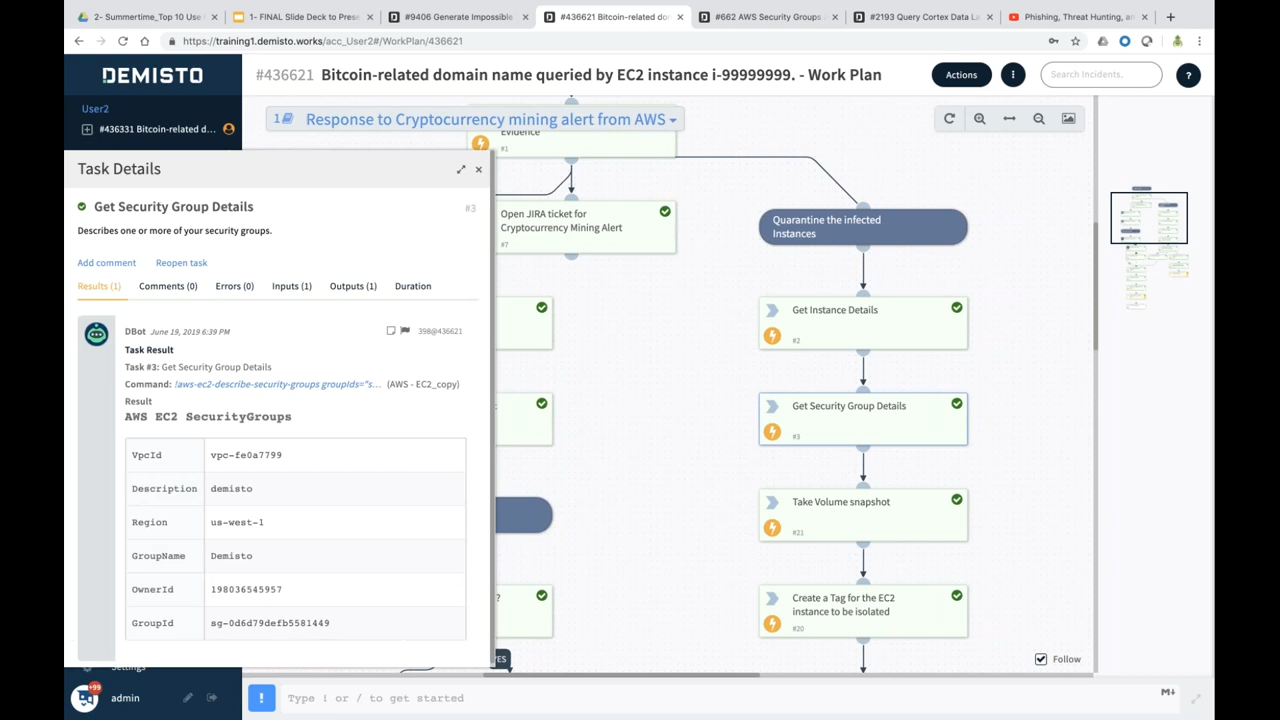 2- Summertime_Top 10 Use
1- FINAL Slide Deck to Pres
#9406 Generate Impossible
#436621 Bitcoin-related do
#662 AWS Security Groups
#2193 Query Cortex Data L
Phishing, Threat Hunting, an
https://training1.demisto.works/acc_User2#/WorkPlan/436621
DEMISTO
#436621 Bitcoin-related domain name queried by EC2 instance i-99999999. - Work Plan
Actions
Search Incidents,
?
User2
#436331 Bitcoin-related d...
1 Response to Cryptocurrency mining alert from AWS
Evidence
#1
Task Details
Get Security Group Details
#3
Describes one or more of your security groups.
Add comment
Reopen task
Results (1)
Comments (0)
Errors (0)
Inputs (1)
Outputs (1)
Duration
DBot June 19, 2019 6:39 PM
398@436621
Task Result
Task #3: Get Security Group Details
Command: !aws-ec2-describe-security-groups groupIds="s... (AWS - EC2_copy)
Result
AWS EC2 SecurityGroups
VpcId vpc-fe0a7799
Description demisto
Region us-west-1
GroupName Demisto
OwnerId 198036545957
GroupId sg-0d6d79defb5581449
Open JIRA ticket for
Cryptocurrency Mining Alert
#7
Quarantine the infected
Instances
Get Instance Details
#2
Get Security Group Details
#3
Take Volume snapshot
#21
?
Create a Tag for the EC2
instance to be isolated
#20
YES
Follow
Settings
+99
admin
!
Type ! or / to get started
M+